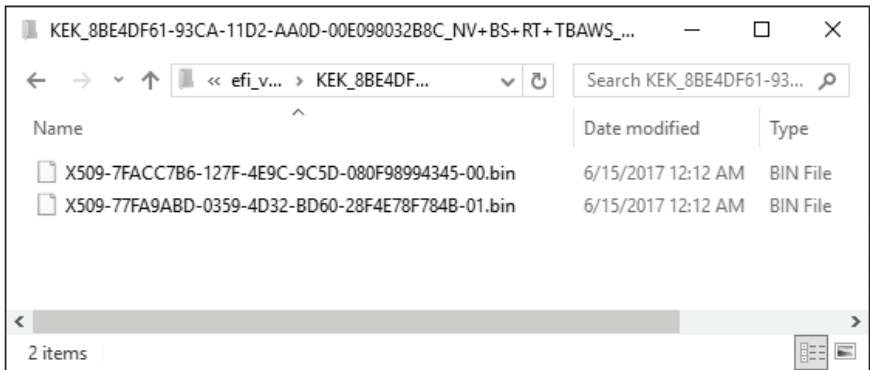 KEK_8BE4DF61-93CA-11D2-AA0D-00E098032B8C_NV+BS+RT+TBAWS_...
« efi_v... > KEK_8BE4DF... Search KEK_8BE4DF61-93...
Name Date modified Type
X509-7FACC7B6-127F-4E9C-9C5D-080F98994345-00.bin 6/15/2017 12:12 AM BIN File
X509-77FA9ABD-0359-4D32-BD60-28F4E78F784B-01.bin 6/15/2017 12:12 AM BIN File
2 items